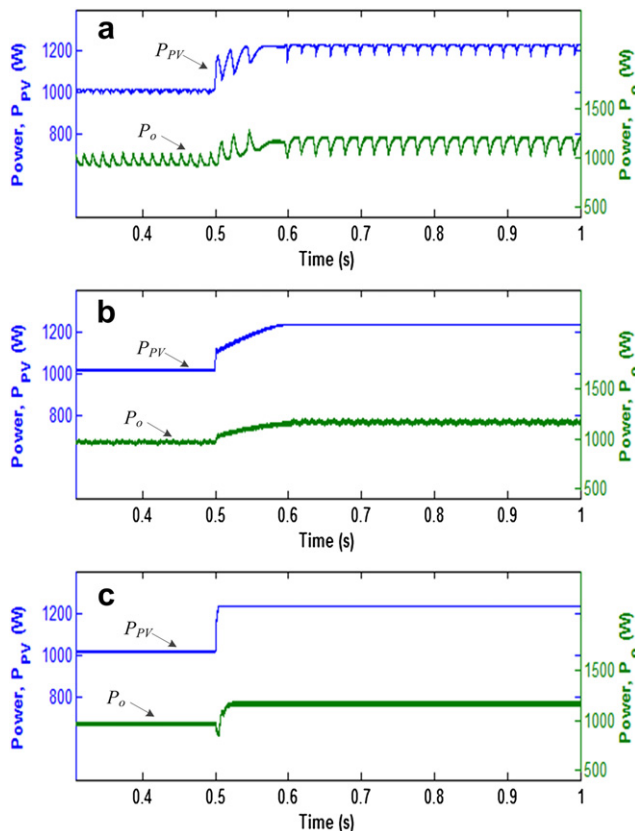 a
1200
1000
800
Power, P_PV (W)
P_PV
P_o
1500
1000
500
Power, P_o (W)
0.4 0.5 0.6 0.7 0.8 0.9 1
Time (s)
b
1200
1000
800
Power, P_PV (W)
P_PV
P_o
1500
1000
500
Power, P_o (W)
0.4 0.5 0.6 0.7 0.8 0.9 1
Time (s)
c
1200
1000
800
Power, P_PV (W)
P_PV
P_o
1500
1000
500
Power, P_o (W)
0.4 0.5 0.6 0.7 0.8 0.9 1
Time (s)